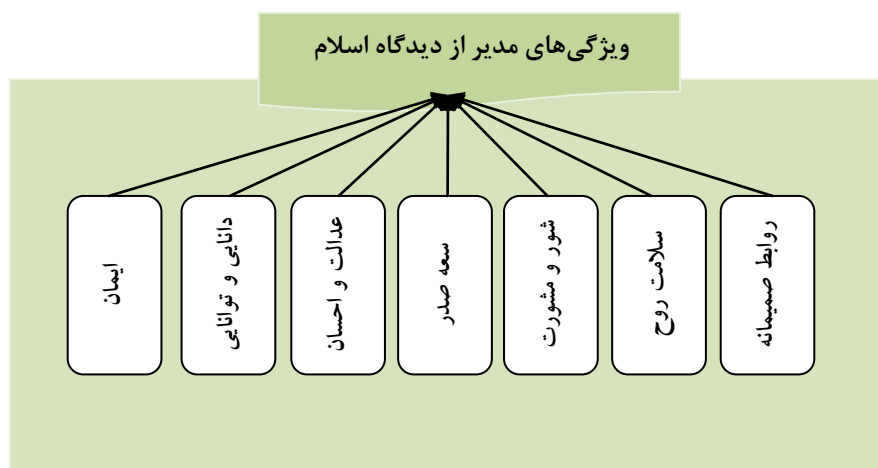 ویژگی‌های مدیر از دیدگاه اسلام
روابط صمیمانه
سلامت روح
شور و مشورت
سعه صدر
عدالت و احسان
دانایی و توانایی
ایمان